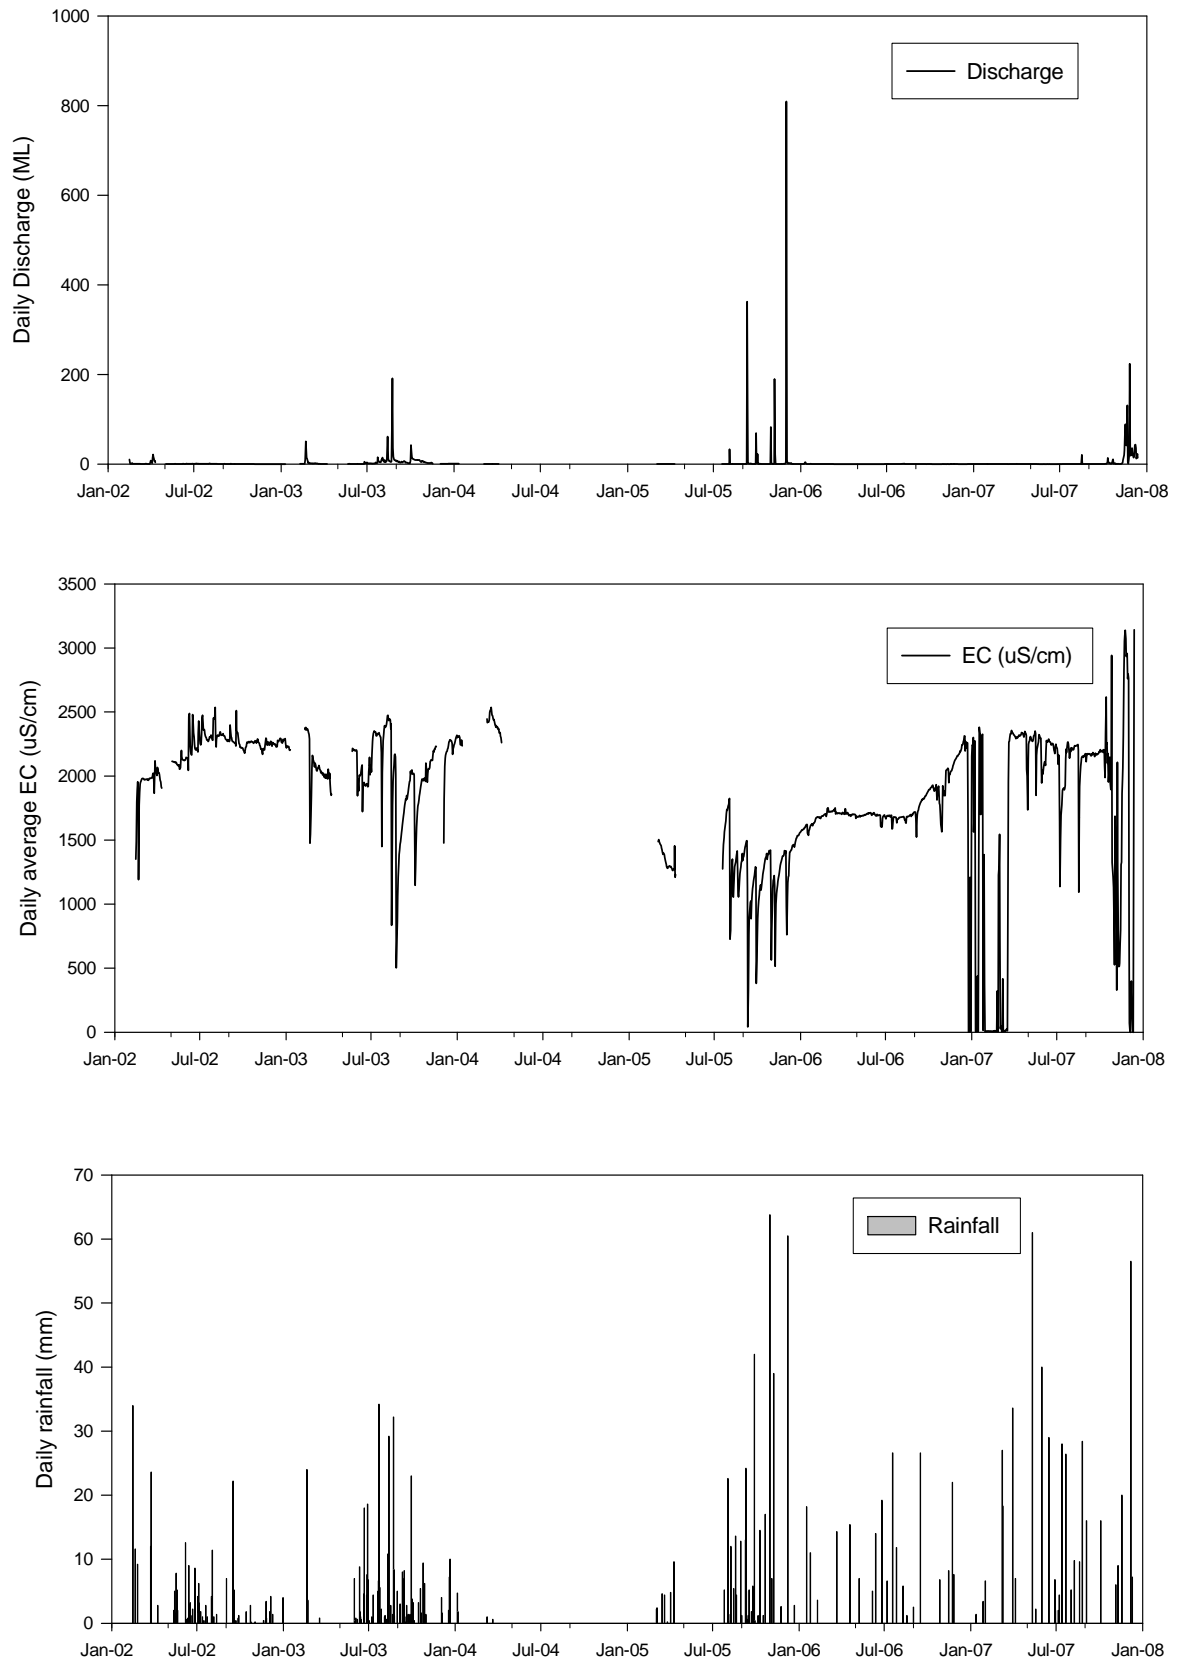 1000
800
600
400
200
0
Daily Discharge (ML)
Discharge
Jan-02 Jul-02 Jan-03 Jul-03 Jan-04 Jul-04 Jan-05 Jul-05 Jan-06 Jul-06 Jan-07 Jul-07 Jan-08
3500
3000
2500
2000
1500
1000
500
0
Daily average EC (uS/cm)
EC (uS/cm)
Jan-02 Jul-02 Jan-03 Jul-03 Jan-04 Jul-04 Jan-05 Jul-05 Jan-06 Jul-06 Jan-07 Jul-07 Jan-08
70
60
50
40
30
20
10
0
Daily rainfall (mm)
Rainfall
Jan-02 Jul-02 Jan-03 Jul-03 Jan-04 Jul-04 Jan-05 Jul-05 Jan-06 Jul-06 Jan-07 Jul-07 Jan-08